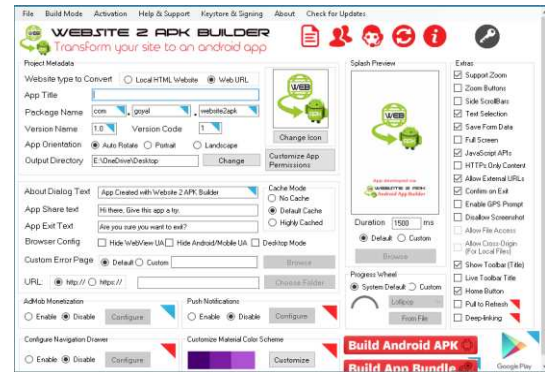 File Build Mode Activation Help & Support Keystore & Signing About Check for Updates
WEBSITE 2 APK BUILDER
Transform your site to an android app
Project Metadata
Website type to Convert Local HTML Website Web URL
App Title
Package Name com . goyal . website2apk
Version Name 1.0 Version Code 1
App Orientation Auto Rotate Portrait Landscape
Output Directory E:\OneDrive\Desktop Change
WEB
Change Icon
Customize App
Permissions
About Dialog Text App Created with Website 2 APK Builder
App Share text Hi there, Give this app a try.
App Exit Text Are you sure you want to exit?
Browser Config Hide WebView UA Hide Android/Mobile UA Desktop Mode
Cache Mode
No Cache
Default Cache
Highly Cached
Custom Error Page Default Custom Browse
URL: http:// https:// Choose Folder
AdMob Monetization
Enable Disable Configure
Push Notifications
Enable Disable Configure
Configure Navigation Drawer
Enable Disable Configure
Customize Material Color Scheme
Customize
Splash Preview
WEB
WEBSITE 2 APK
Android App Builder
Duration 1500 ms
Default Custom
Browse
Progress Wheel
System Default Custom
Lollipop
From File
Extras
Support Zoom
Zoom Buttons
Side ScrollBars
Text Selection
Save Form Data
Full Screen
JavaScript APIs
HTTPs Only Content
Allow External URLs
Confirm on Exit
Enable GPS Prompt
Disallow Screenshot
Allow File Access
Allow Cross-Origin
(For Local Files)
Show Toolbar (Title)
Live Toolbar Title
Home Button
Pull to Refresh
Deep-linking
Build Android APK
Build App Bundle
Google Play